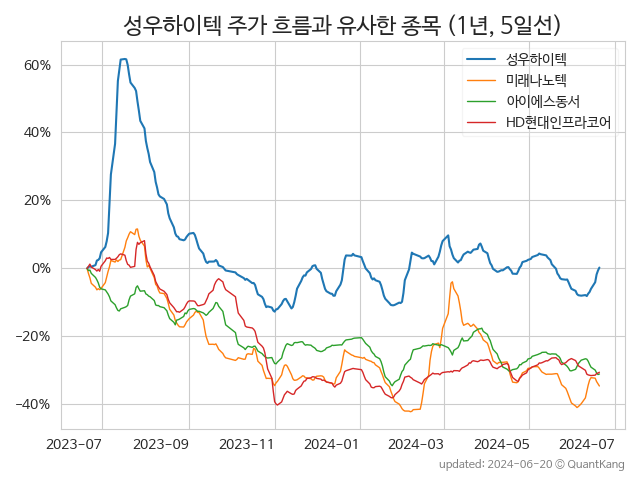 성우하이텍 주가 흐름과 유사한 종목 (1년, 5일선)
성우하이텍
미래나노텍
아이에스동서
HD현대인프라코어
60%
40%
20%
0%
−20%
−40%
2023-07
2023-09
2023-11
2024-01
2024-03
2024-05
2024-07
updated: 2024-06-20 © QuantKang